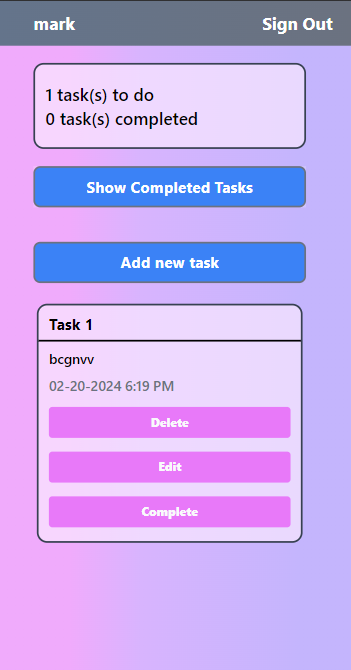 mark
Sign Out
1 task(s) to do
0 task(s) completed
Show Completed Tasks
Add new task
Task 1
bcgnvv
02-20-2024 6:19 PM
Delete
Edit
Complete